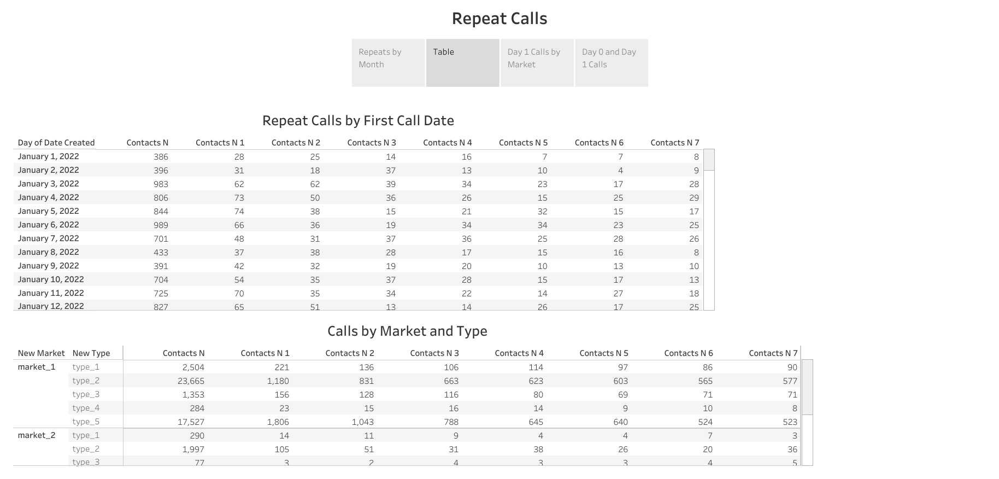 Repeat Calls
Repeats by Month
Table
Day 1 Calls by Market
Day 0 and Day 1 Calls
Repeat Calls by First Call Date
Day of Date Created Contacts N Contacts N 1 Contacts N 2 Contacts N 3 Contacts N 4 Contacts N 5 Contacts N 6 Contacts N 7
January 1, 2022 386 28 25 14 16 7 7 8
January 2, 2022 396 31 18 37 13 10 4 9
January 3, 2022 983 62 62 39 34 23 17 28
January 4, 2022 806 73 50 36 26 15 25 29
January 5, 2022 844 74 38 15 21 32 15 17
January 6, 2022 989 66 36 19 34 34 23 25
January 7, 2022 701 48 31 37 36 25 28 26
January 8, 2022 433 37 38 28 17 15 16 8
January 9, 2022 391 42 32 19 20 10 13 10
January 10, 2022 704 54 35 37 28 15 17 13
January 11, 2022 725 70 35 34 22 14 27 18
January 12, 2022 827 65 51 13 14 26 17 25
Calls by Market and Type
New Market New Type Contacts N Contacts N 1 Contacts N 2 Contacts N 3 Contacts N 4 Contacts N 5 Contacts N 6 Contacts N 7
market_1 type_1 2,504 221 136 106 114 97 86 90
type_2 23,665 1,180 831 663 623 603 565 577
type_3 1,353 156 128 116 80 69 71 71
type_4 284 23 15 16 14 9 10 8
type_5 17,527 1,806 1,043 788 645 640 524 523
market_2 type_1 290 14 11 9 4 4 7 3
type_2 1,997 105 51 31 38 26 20 36
type_3 77 3 2 4 3 3 4 5